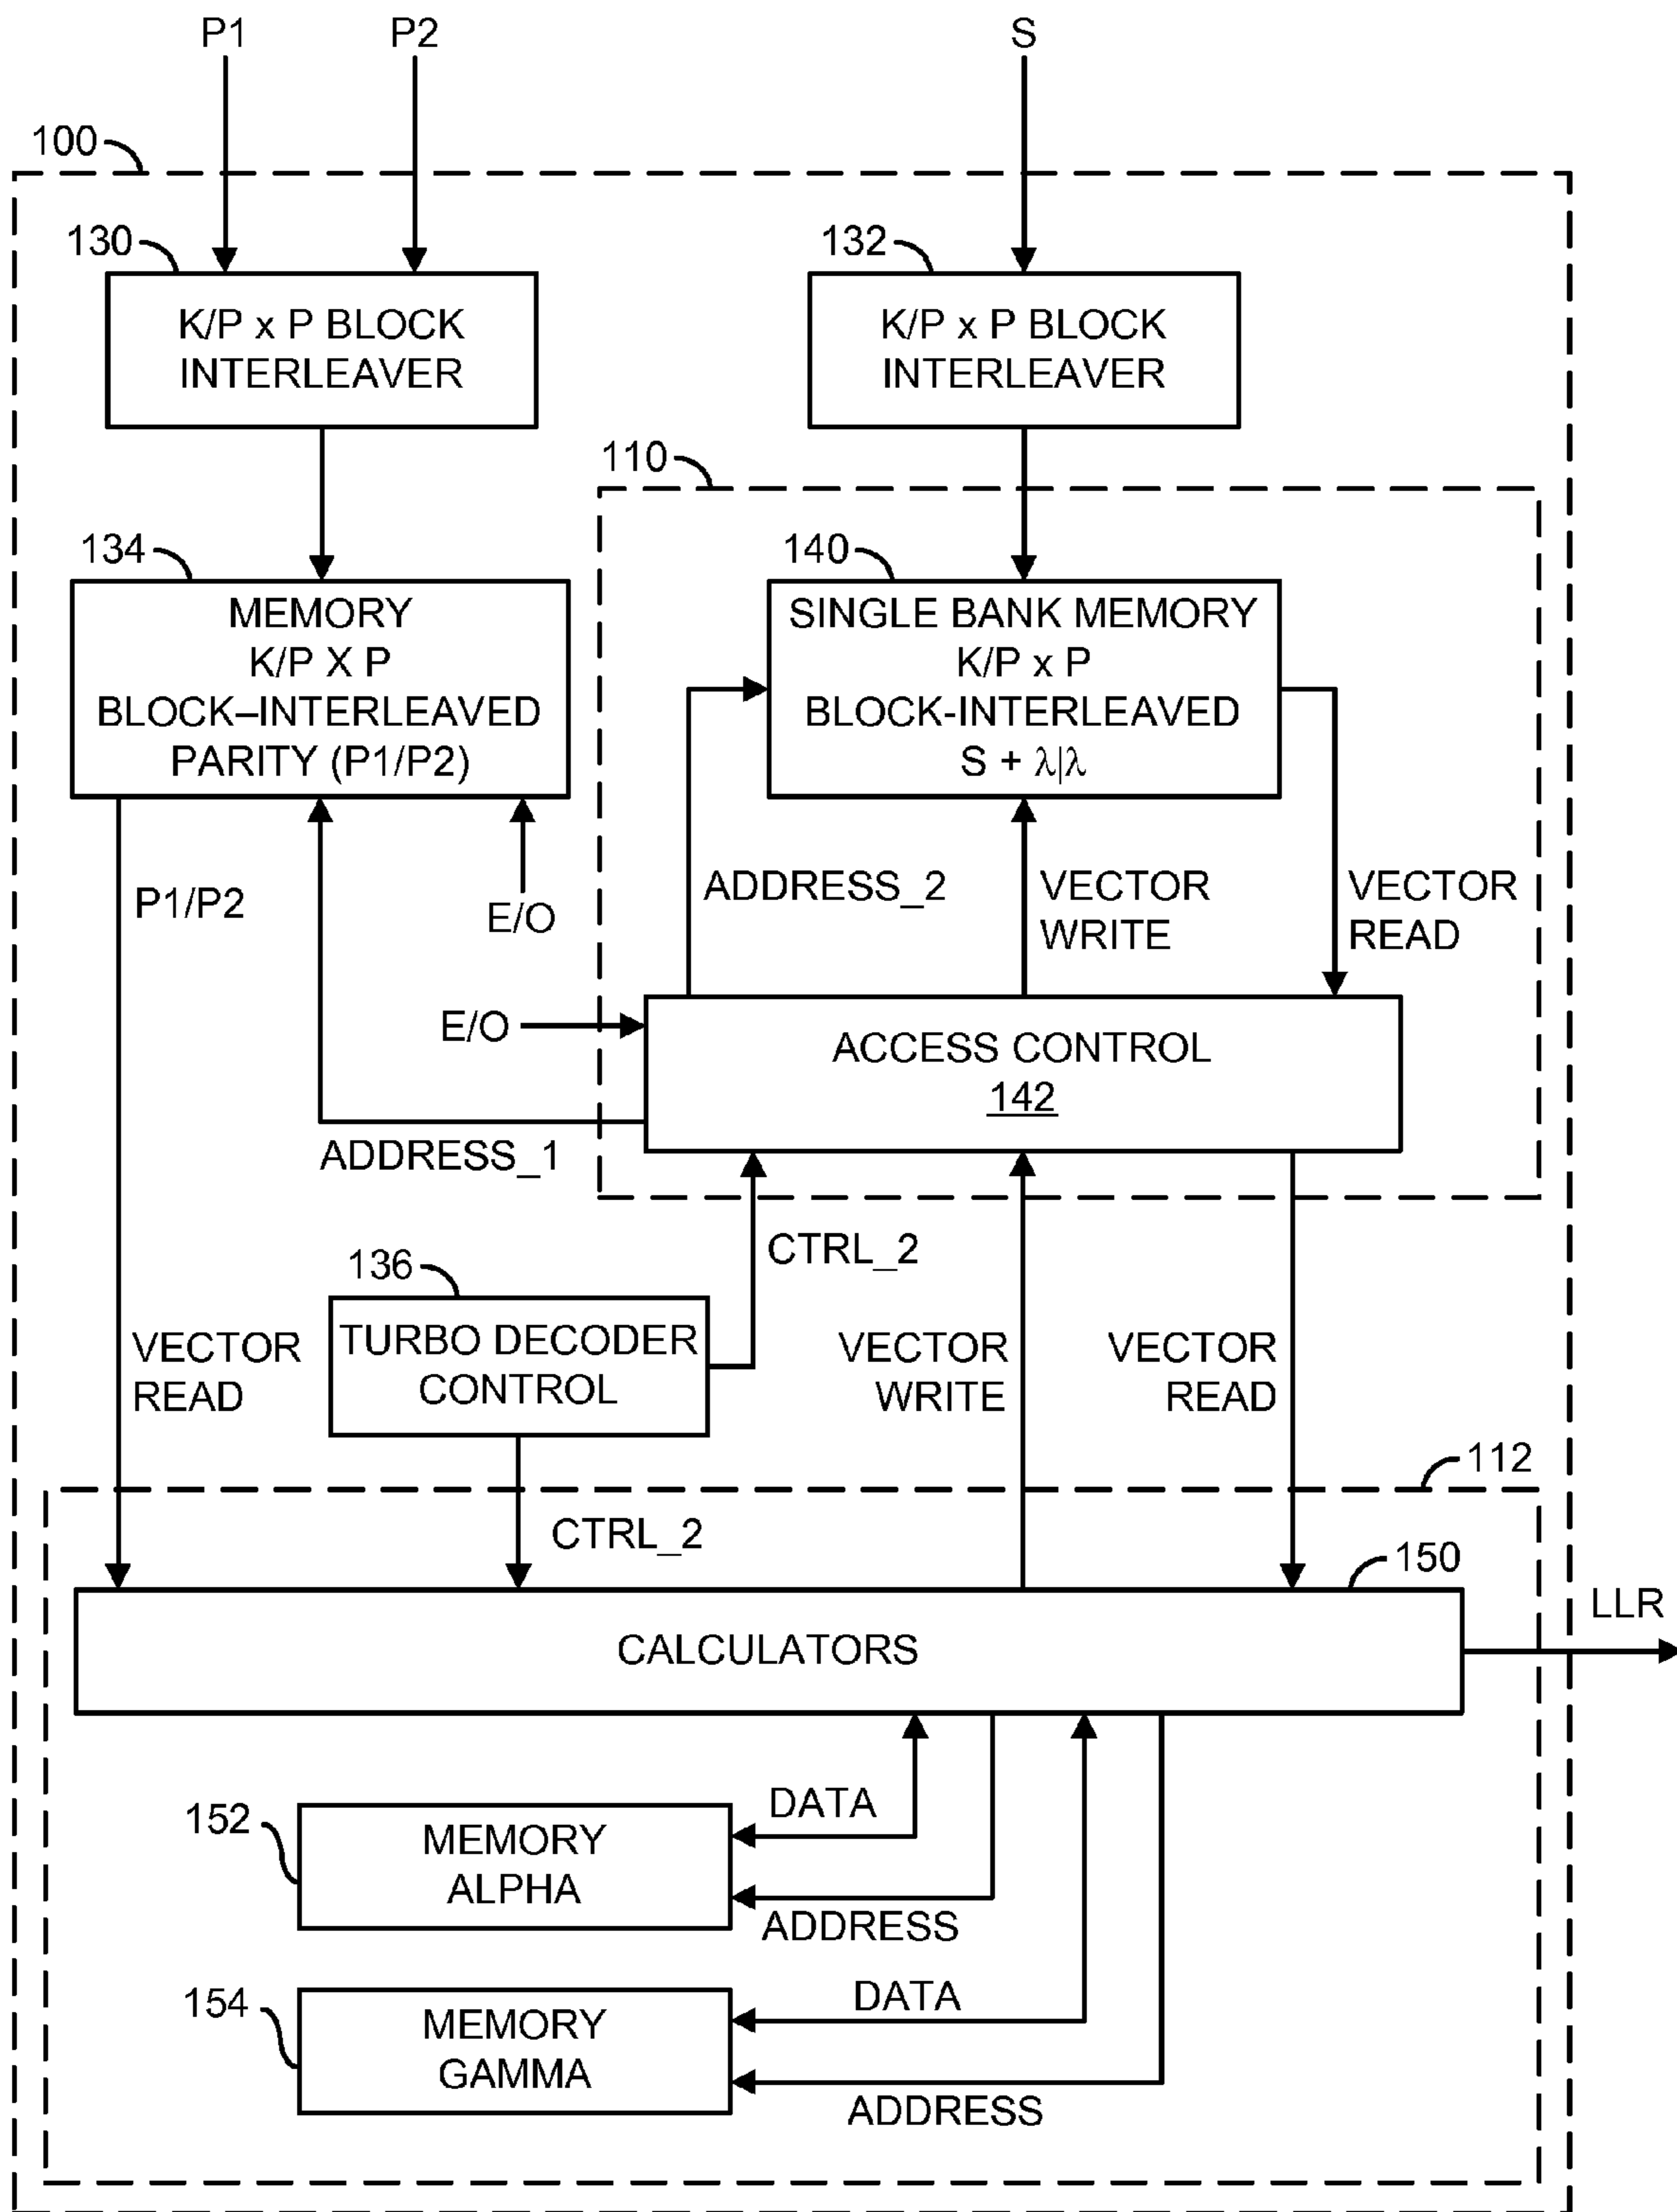 P1
P2
S
100
130
132
K/P x P BLOCK
INTERLEAVER
K/P x P BLOCK
INTERLEAVER
110
134
140
MEMORY
K/P X P
BLOCK–INTERLEAVED
PARITY (P1/P2)
SINGLE BANK MEMORY
K/P x P
BLOCK-INTERLEAVED
S + λ|λ
P1/P2
E/O
ADDRESS_2
VECTOR
WRITE
VECTOR
READ
E/O
ACCESS CONTROL
142
ADDRESS_1
CTRL_2
136
TURBO DECODER
CONTROL
VECTOR
READ
VECTOR
WRITE
VECTOR
READ
112
CTRL_2
150
CALCULATORS
LLR
152
MEMORY
ALPHA
DATA
ADDRESS
154
MEMORY
GAMMA
DATA
ADDRESS